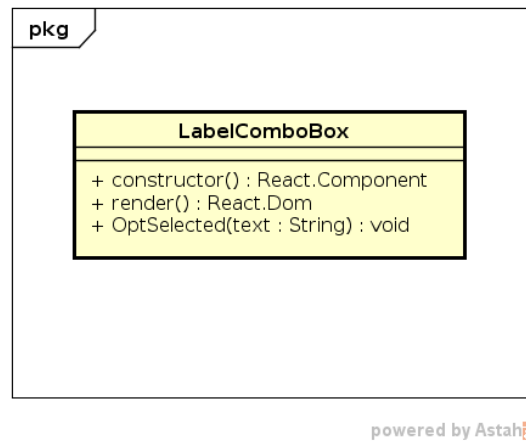 pkg
LabelComboBox
+ constructor() : React.Component
+ render() : React.Dom
+ OptSelected(text : String) : void
powered by Astah